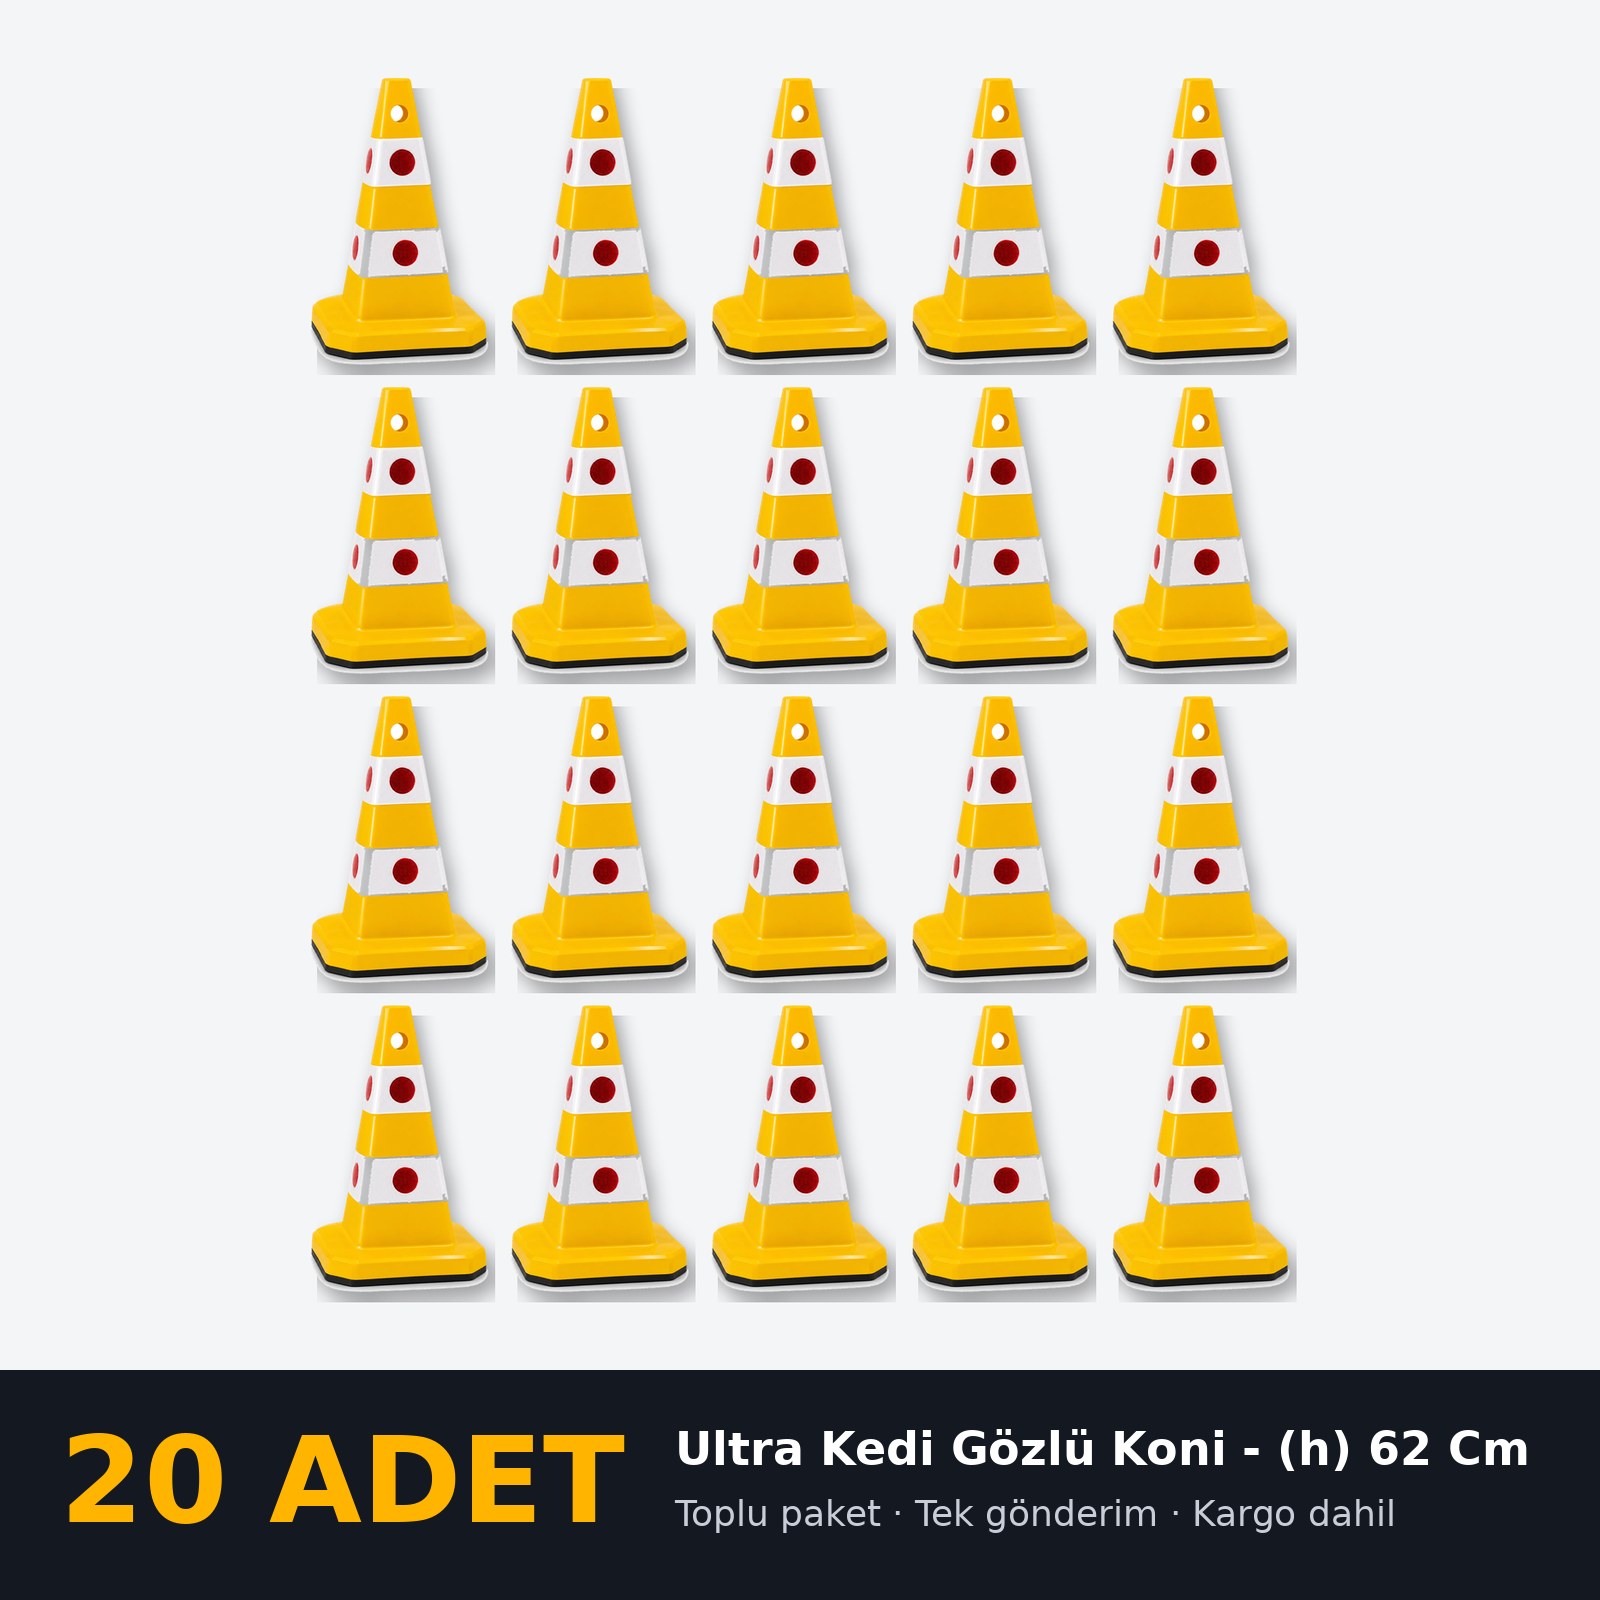 20 ADET
Ultra Kedi Gözlü Koni - (h) 62 Cm
Toplu paket · Tek gönderim · Kargo dahil